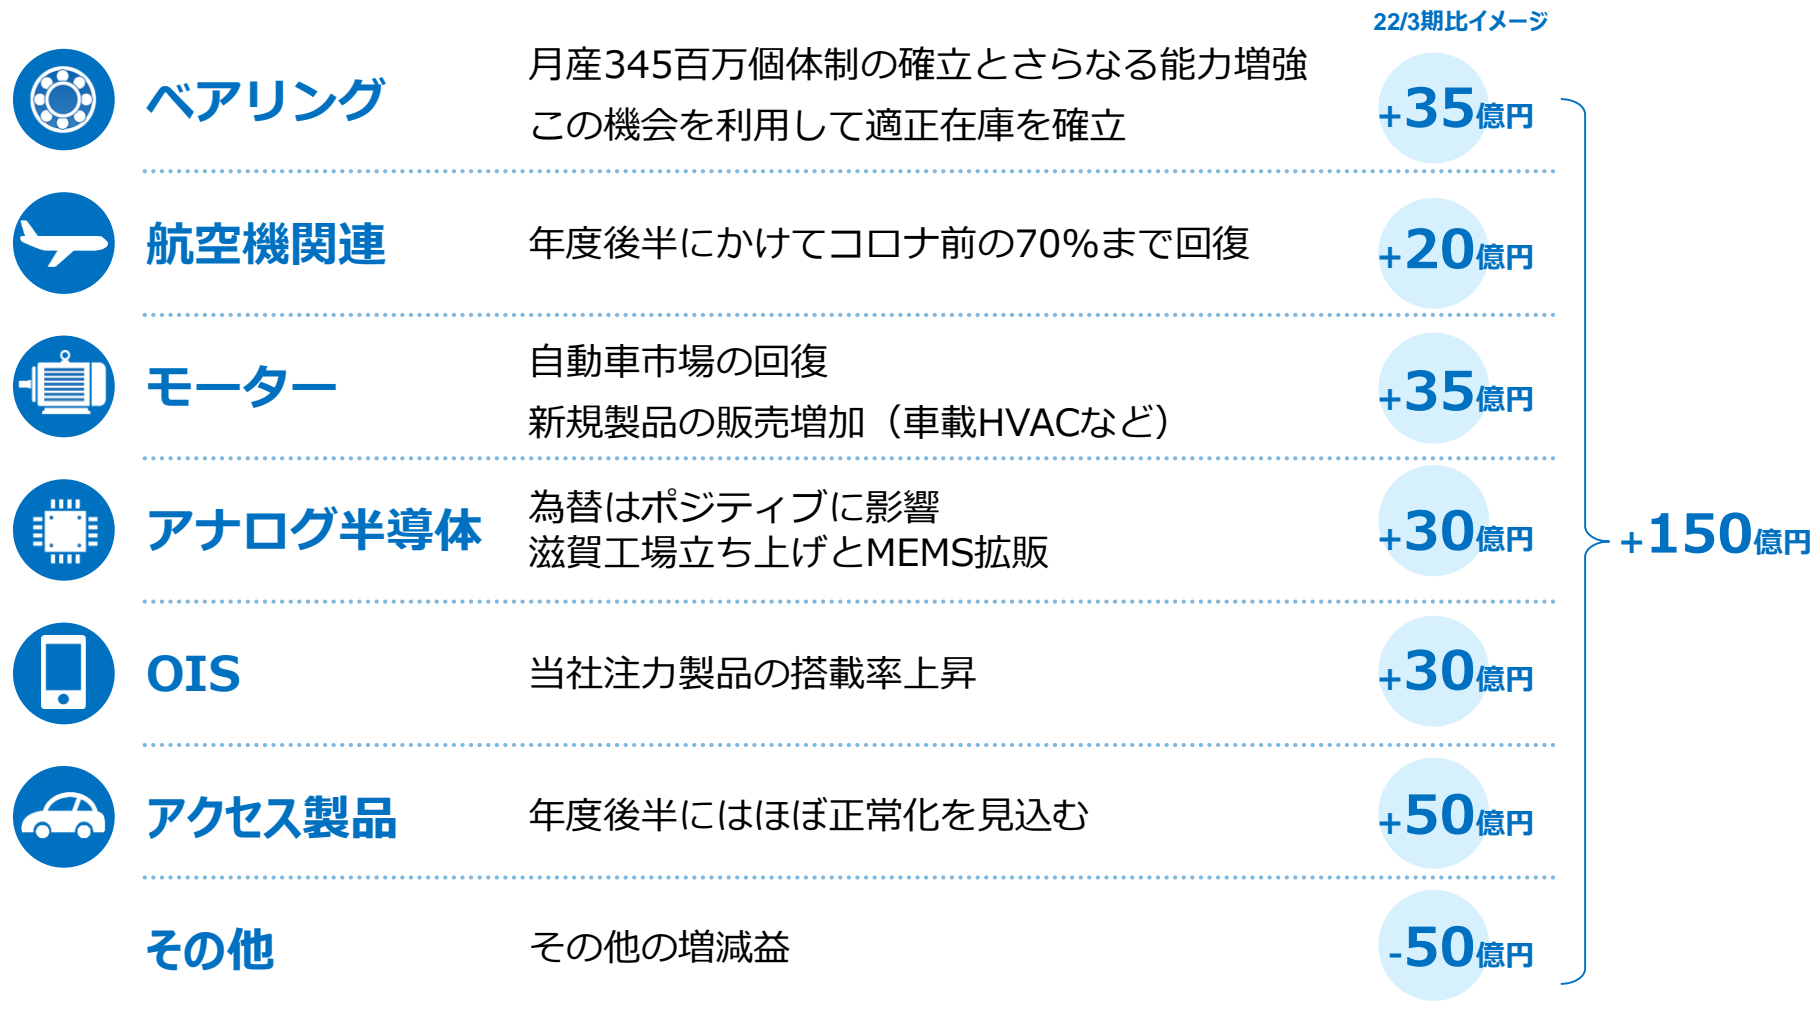 22/3期比イメージ
ベアリング
月産345百万個体制の確立とさらなる能力増強
この機会を利用して適正在庫を確立
+35億円
航空機関連
年度後半にかけてコロナ前の70%まで回復
+20億円
モーター
自動車市場の回復
新規製品の販売増加（車載HVACなど）
+35億円
アナログ半導体
為替はポジティブに影響
滋賀工場立ち上げとMEMS拡販
+30億円
+150億円
OIS
当社注力製品の搭載率上昇
+30億円
アクセス製品
年度後半にはほぼ正常化を見込む
+50億円
その他
その他の増減益
-50億円